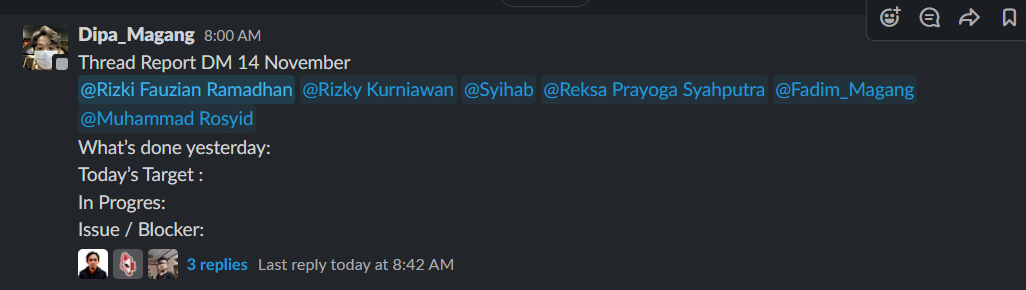 Dipa_Magang 8:00 AM
Thread Report DM 14 November
@Rizki Fauzian Ramadhan @Rizky Kurniawan @Syihab @Reksa Prayoga Syahputra @Fadim_Magang
@Muhammad Rosyid
What’s done yesterday:
Today’s Target :
In Progres:
Issue / Blocker:
3 replies Last reply today at 8:42 AM